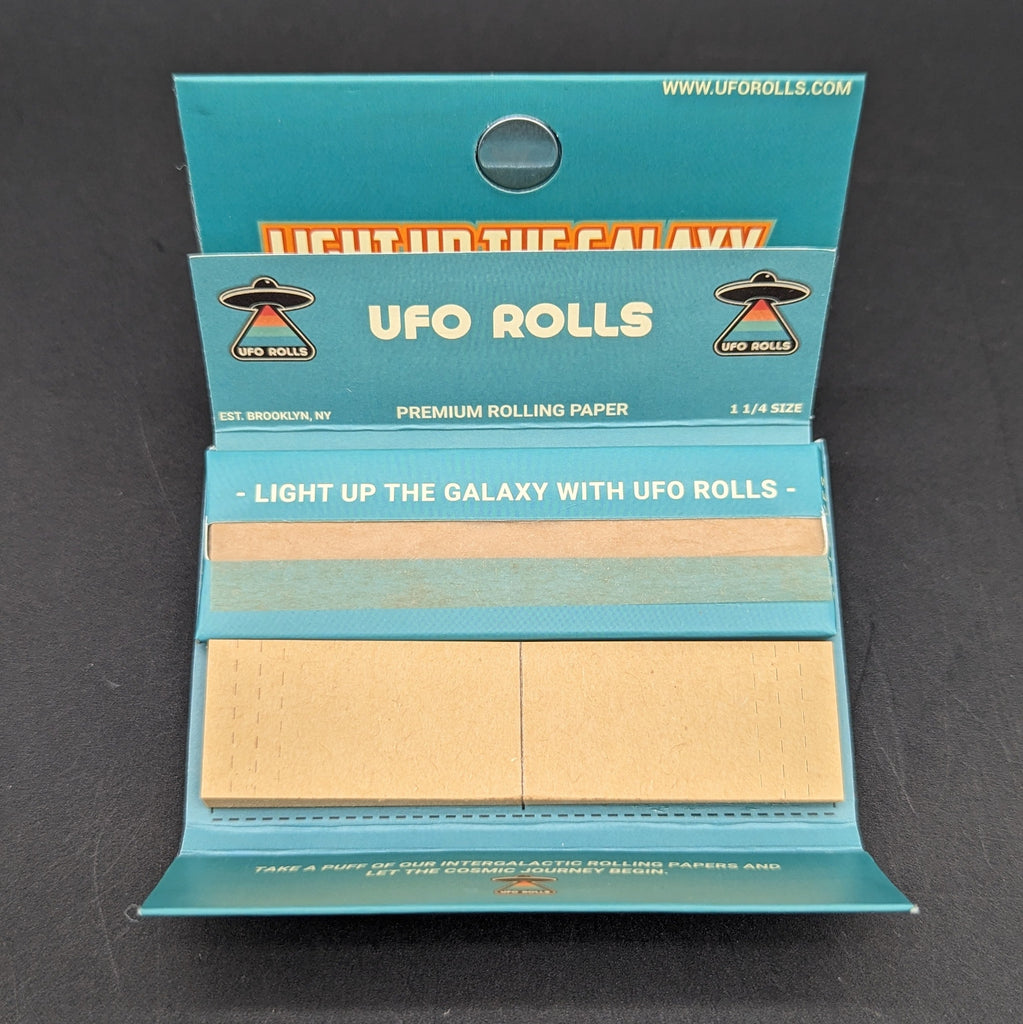 WWW.UFOROLLS.COM
LIGHT UP THE GALAXY
UFO ROLLS
UFO ROLLS
UFO ROLLS
EST. BROOKLYN, NY
PREMIUM ROLLING PAPER
1 1/4 SIZE
- LIGHT UP THE GALAXY WITH UFO ROLLS -
TAKE A PUFF OF OUR INTERGALACTIC ROLLING PAPERS AND
LET THE COSMIC JOURNEY BEGIN.
UFO ROLLS